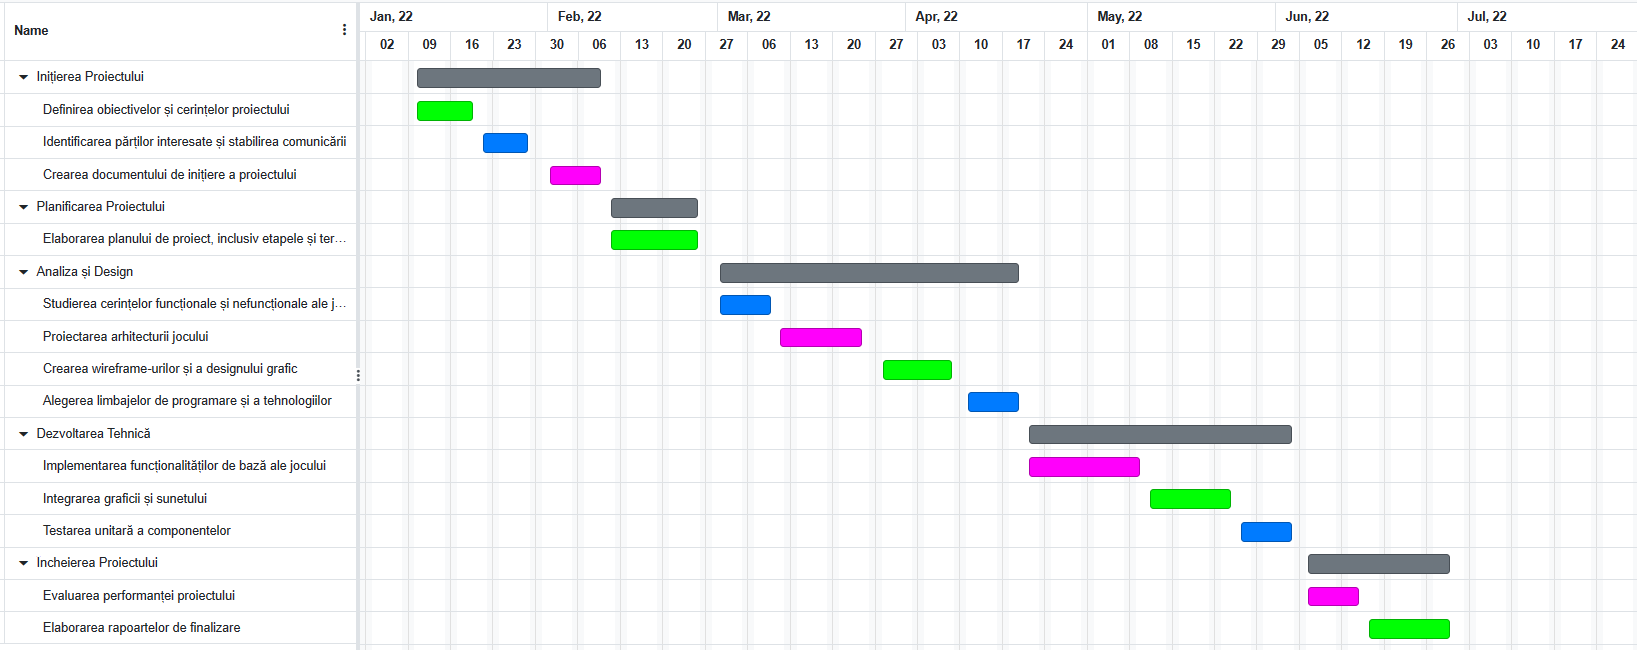 Name
Jan, 22 Feb, 22 Mar, 22 Apr, 22 May, 22 Jun, 22 Jul, 22
02 09 16 23 30 06 13 20 27 06 13 20 27 03 10 17 24 01 08 15 22 29 05 12 19 26 03 10 17 24
Inițierea Proiectului
Definirea obiectivelor și cerințelor proiectului
Identificarea părților interesate și stabilirea comunicării
Crearea documentului de inițiere a proiectului
Planificarea Proiectului
Elaborarea planului de proiect, inclusiv etapele și ter...
Analiza și Design
Studierea cerințelor funcționale și nefuncționale ale j...
Proiectarea arhitecturii jocului
Crearea wireframe-urilor și a designului grafic
Alegerea limbajelor de programare și a tehnologiilor
Dezvoltarea Tehnică
Implementarea funcționalităților de bază ale jocului
Integrarea graficii și sunetului
Testarea unitară a componentelor
Incheierea Proiectului
Evaluarea performanței proiectului
Elaborarea rapoartelor de finalizare